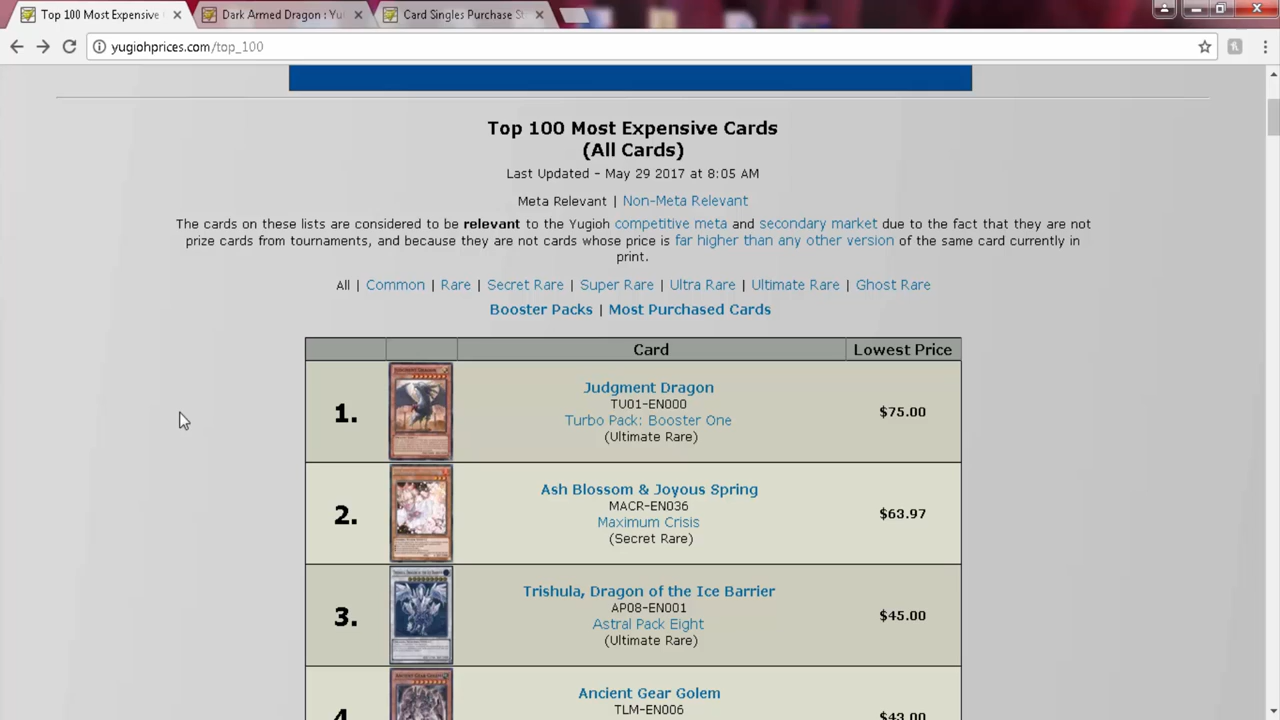 Top 100 Most Expensive
Dark Armed Dragon : Yu
Card Singles Purchase S
yugiohprices.com/top_100
Top 100 Most Expensive Cards
(All Cards)
Last Updated - May 29 2017 at 8:05 AM
Meta Relevant | Non-Meta Relevant
The cards on these lists are considered to be relevant to the Yugioh competitive meta and secondary market due to the fact that they are not
prize cards from tournaments, and because they are not cards whose price is far higher than any other version of the same card currently in
print.
All | Common | Rare | Secret Rare | Super Rare | Ultra Rare | Ultimate Rare | Ghost Rare
Booster Packs | Most Purchased Cards
Card Lowest Price
1.
Judgment Dragon
TU01-EN000
Turbo Pack: Booster One
(Ultimate Rare)
$75.00
2.
Ash Blossom & Joyous Spring
MACR-EN036
Maximum Crisis
(Secret Rare)
$63.97
3.
Trishula, Dragon of the Ice Barrier
AP08-EN001
Astral Pack Eight
(Ultimate Rare)
$45.00
4.
Ancient Gear Golem
TLM-EN006
$43.00